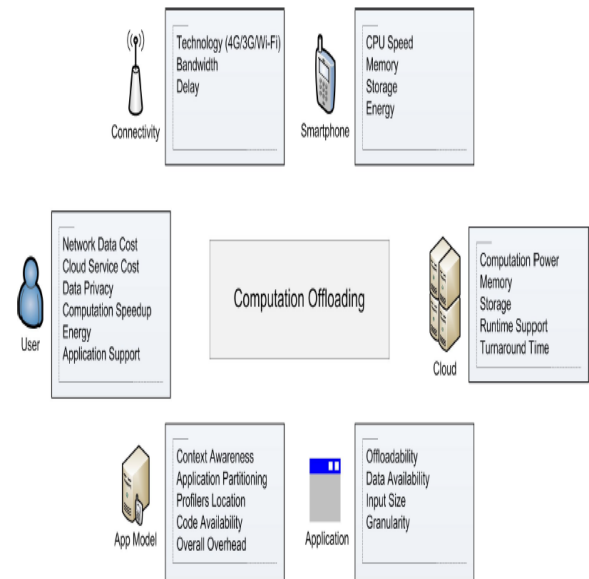 Technology (4G/3G/Wi-Fi)
Bandwidth
Delay
Connectivity
CPU Speed
Memory
Storage
Energy
Smartphone
Network Data Cost
Cloud Service Cost
Data Privacy
Computation Speedup
Energy
Application Support
User
Computation Offloading
Computation Power
Memory
Storage
Runtime Support
Turnaround Time
Cloud
Context Awareness
Application Partitioning
Profilers Location
Code Availability
Overall Overhead
App Model
Offloadability
Data Availability
Input Size
Granularity
Application